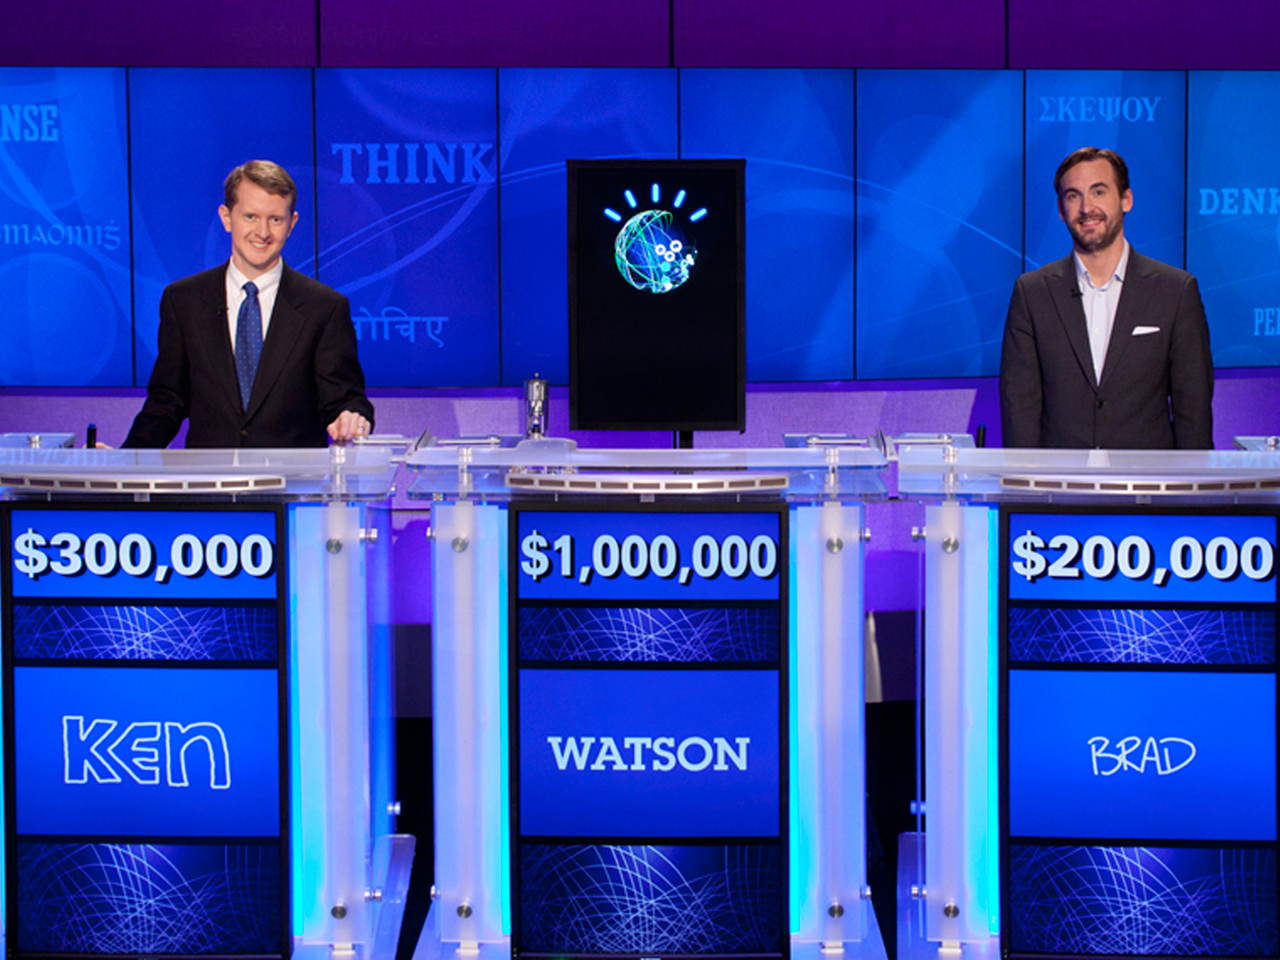 NSE
THINK
ΣΚΕΨΟΥ
DENK
$300,000
$1,000,000
$200,000
KEN
WATSON
BRAD